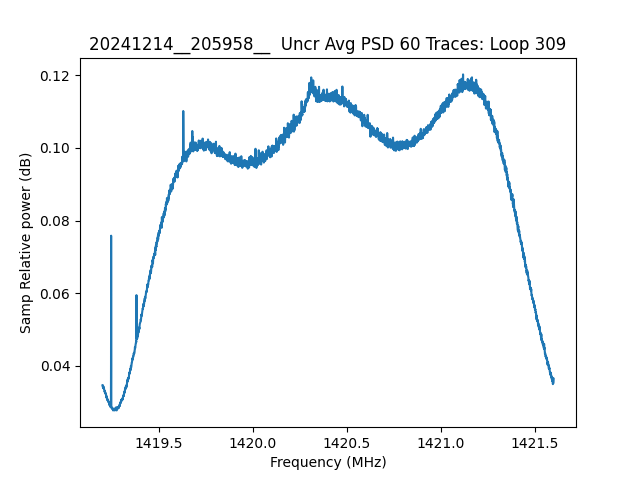 20241214__205958__  Uncr Avg PSD 60 Traces: Loop 309
0.12
0.10
0.08
0.06
0.04
Samp Relative power (dB)
1419.5 1420.0 1420.5 1421.0 1421.5
Frequency (MHz)